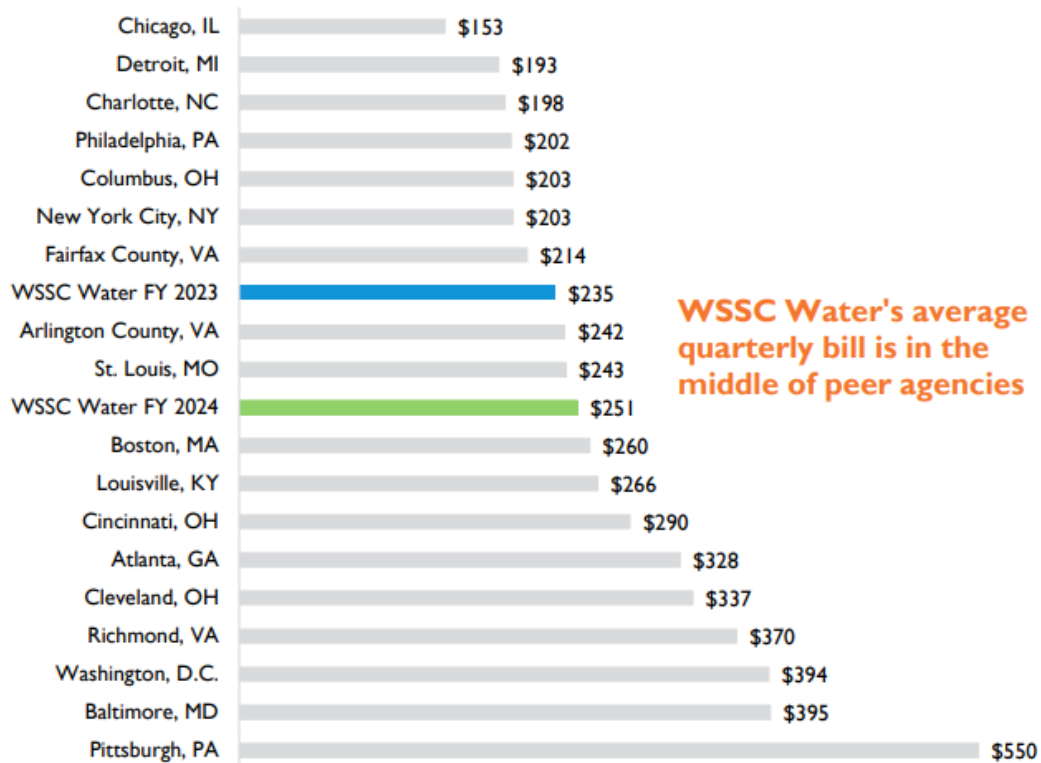 Chicago, IL $153
Detroit, MI $193
Charlotte, NC $198
Philadelphia, PA $202
Columbus, OH $203
New York City, NY $203
Fairfax County, VA $214
WSSC Water FY 2023 $235
Arlington County, VA $242
St. Louis, MO $243
WSSC Water FY 2024 $251
Boston, MA $260
Louisville, KY $266
Cincinnati, OH $290
Atlanta, GA $328
Cleveland, OH $337
Richmond, VA $370
Washington, D.C. $394
Baltimore, MD $395
Pittsburgh, PA $550
WSSC Water's average
quarterly bill is in the
middle of peer agencies